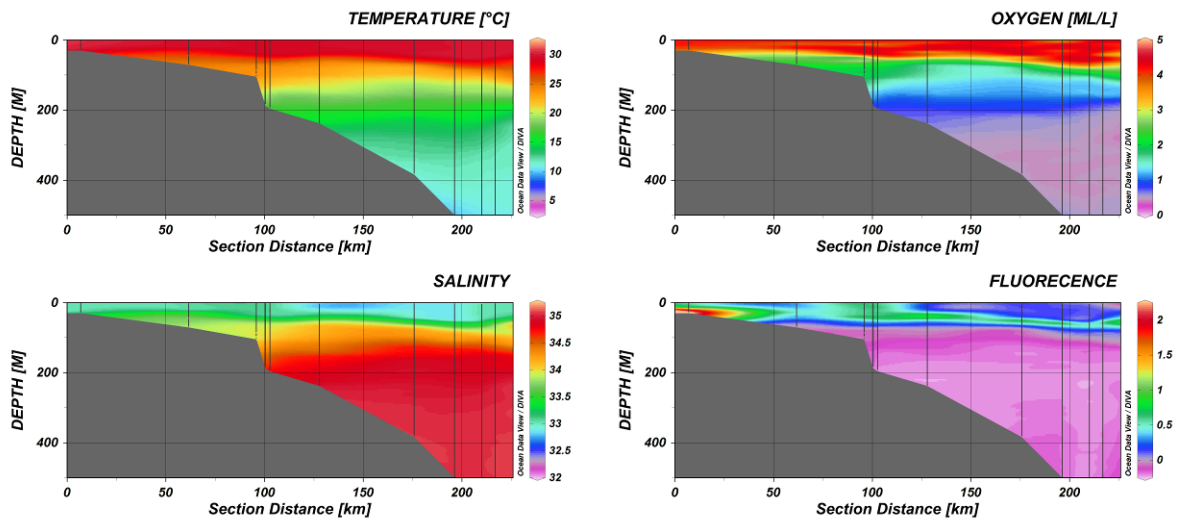 TEMPERATURE [°C]
0
200
400
DEPTH [M]
0 50 100 150 200
Section Distance [km]
30
25
20
15
10
5
Ocean Data View / DIVA
OXYGEN [ML/L]
0
200
400
DEPTH [M]
0 50 100 150 200
Section Distance [km]
5
4
3
2
1
0
Ocean Data View / DIVA
SALINITY
0
200
400
DEPTH [M]
0 50 100 150 200
Section Distance [km]
35
34.5
34
33.5
33
32.5
32
Ocean Data View / DIVA
FLUORECENCE
0
200
400
DEPTH [M]
0 50 100 150 200
Section Distance [km]
2
1.5
1
0.5
0
Ocean Data View / DIVA